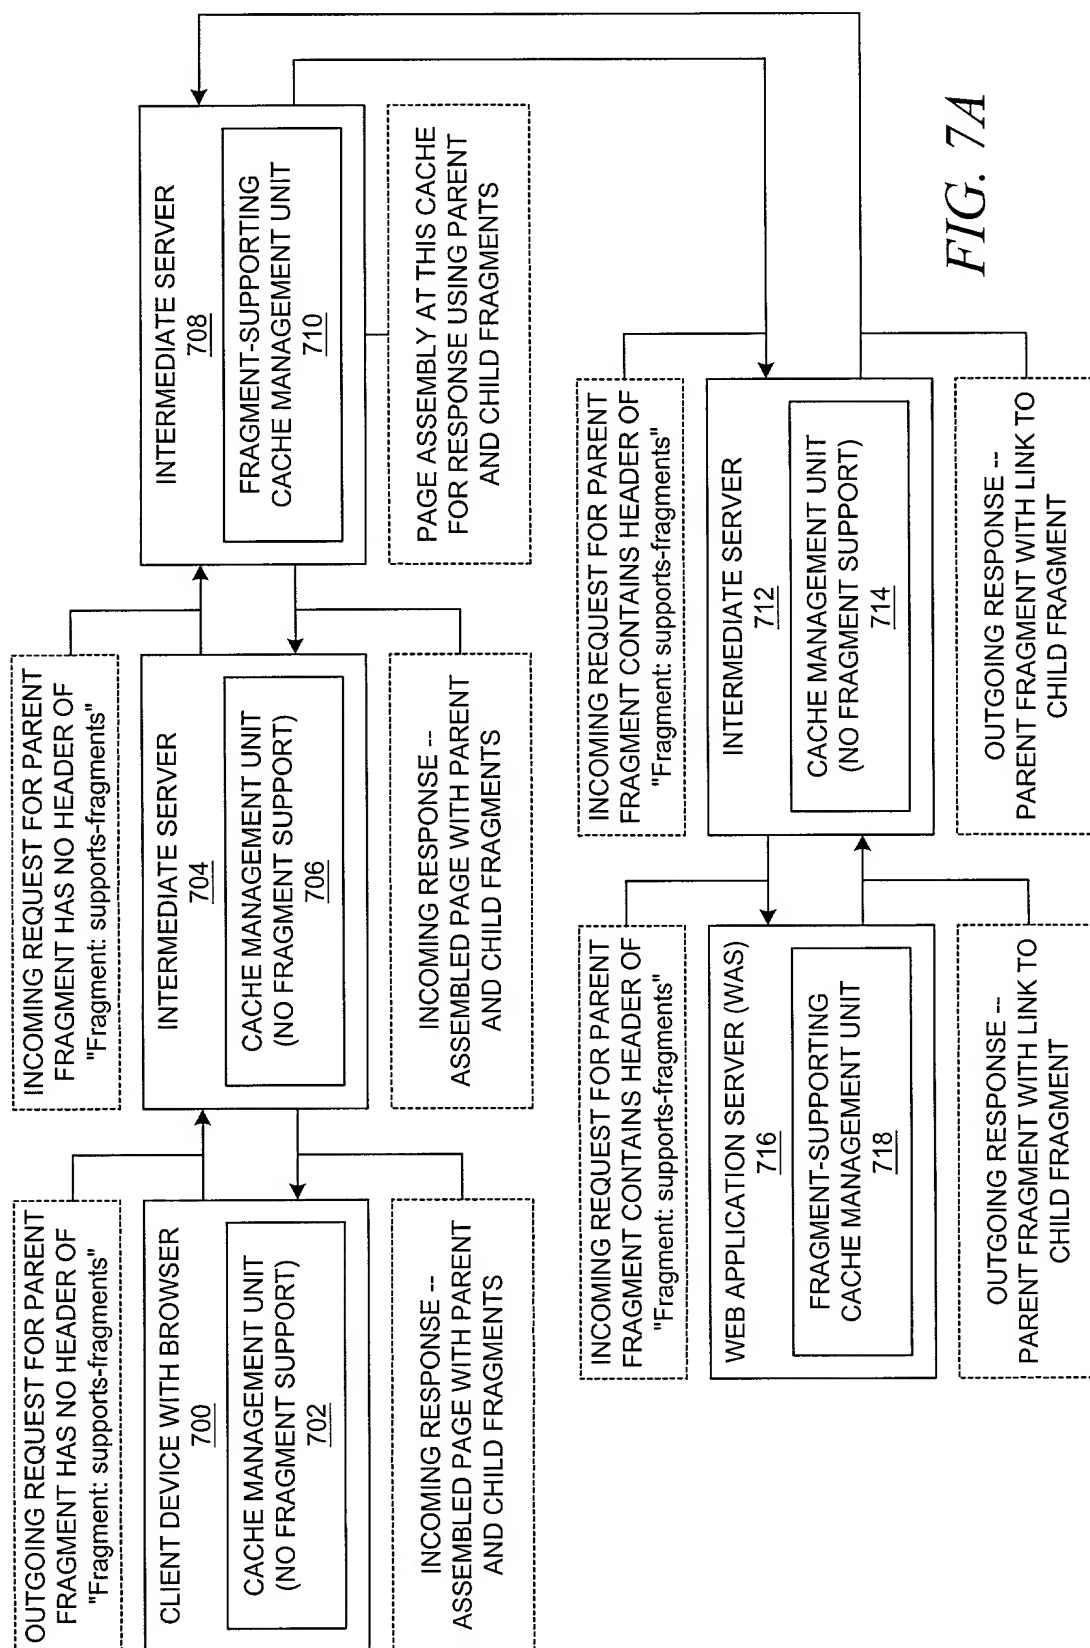 OUTGOING REQUEST FOR PARENT
FRAGMENT HAS NO HEADER OF
"Fragment: supports-fragments"
CLIENT DEVICE WITH BROWSER
700
CACHE MANAGEMENT UNIT
(NO FRAGMENT SUPPORT)
702
INCOMING RESPONSE --
ASSEMBLED PAGE WITH PARENT
AND CHILD FRAGMENTS
INCOMING REQUEST FOR PARENT
FRAGMENT HAS NO HEADER OF
"Fragment: supports-fragments"
INTERMEDIATE SERVER
704
CACHE MANAGEMENT UNIT
(NO FRAGMENT SUPPORT)
706
INCOMING RESPONSE --
ASSEMBLED PAGE WITH PARENT
AND CHILD FRAGMENTS
INTERMEDIATE SERVER
708
FRAGMENT-SUPPORTING
CACHE MANAGEMENT UNIT
710
PAGE ASSEMBLY AT THIS CACHE
FOR RESPONSE USING PARENT
AND CHILD FRAGMENTS
INCOMING REQUEST FOR PARENT
FRAGMENT CONTAINS HEADER OF
"Fragment: supports-fragments"
WEB APPLICATION SERVER (WAS)
716
FRAGMENT-SUPPORTING
CACHE MANAGEMENT UNIT
718
OUTGOING RESPONSE --
PARENT FRAGMENT WITH LINK TO
CHILD FRAGMENT
INCOMING REQUEST FOR PARENT
FRAGMENT CONTAINS HEADER OF
"Fragment: supports-fragments"
INTERMEDIATE SERVER
712
CACHE MANAGEMENT UNIT
(NO FRAGMENT SUPPORT)
714
OUTGOING RESPONSE --
PARENT FRAGMENT WITH LINK TO
CHILD FRAGMENT
FIG. 7A